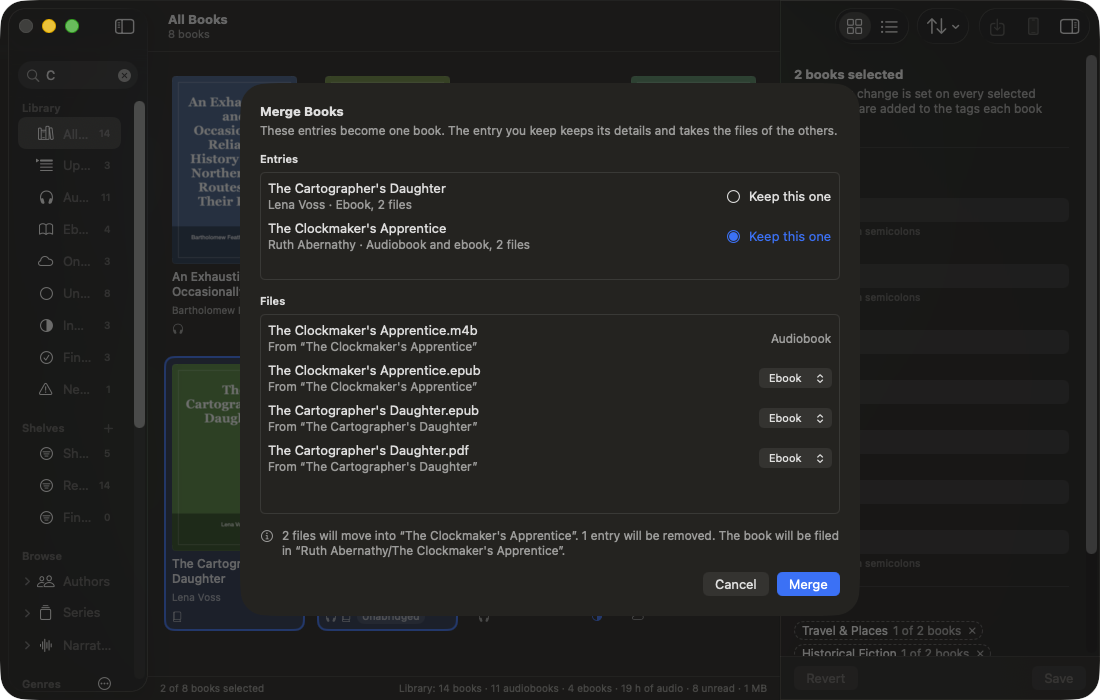 All Books
8 books
C
Library
All... 14
Up... 3
Au... 11
Eb... 4
On... 3
Un... 8
In... 3
Fin... 3
Ne... 1
Shelves
Sh... 5
Re... 14
Fin... 0
Browse
Authors
Series
Narrat...
Genres
An Exha
and
Occasio
Relia
History
Northern
Routes
Their
Bartholomew
An Exhausti
Occasionall
Bartholomew
The
Cartogra
Daugh
Lena V
The Cartogr
Daughter
Lena Voss
Unabridged
2 of 8 books selected
Library: 14 books · 11 audiobooks · 4 ebooks · 19 h of audio · 8 unread · 1 MB
Merge Books
These entries become one book. The entry you keep keeps its details and takes the files of the others.
Entries
The Cartographer's Daughter
Lena Voss · Ebook, 2 files
Keep this one
The Clockmaker's Apprentice
Ruth Abernathy · Audiobook and ebook, 2 files
Keep this one
Files
The Clockmaker's Apprentice.m4b
From “The Clockmaker's Apprentice”
Audiobook
The Clockmaker's Apprentice.epub
From “The Clockmaker's Apprentice”
Ebook
The Cartographer's Daughter.epub
From “The Cartographer's Daughter”
Ebook
The Cartographer's Daughter.pdf
From “The Cartographer's Daughter”
Ebook
2 files will move into “The Clockmaker's Apprentice”. 1 entry will be removed. The book will be filed
in “Ruth Abernathy/The Clockmaker's Apprentice”.
Cancel
Merge
2 books selected
change is set on every selected
are added to the tags each book
semicolons
semicolons
semicolons
Travel & Places 1 of 2 books ×
Historical Fiction 1 of 2 books ×
Revert
Save